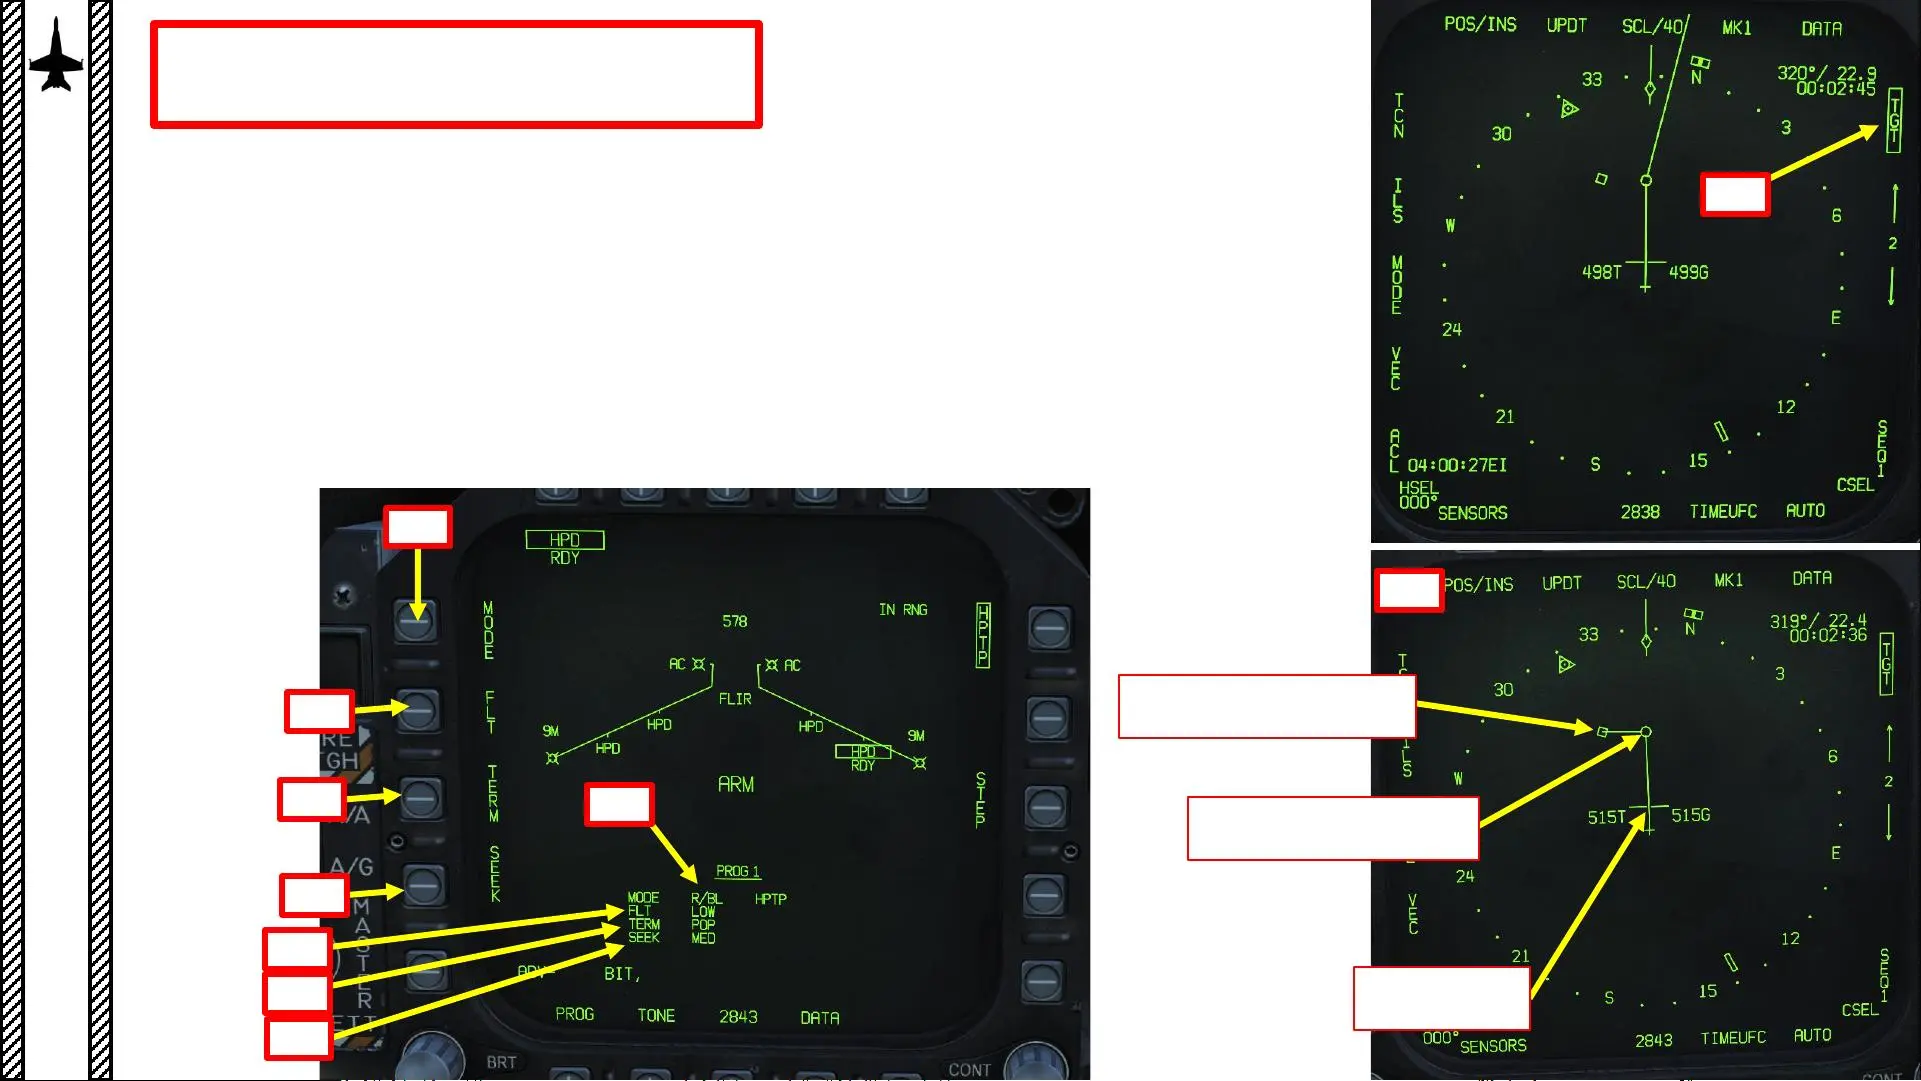 POS/INS UPDT SCL/40 MK1 DATA
320°/ 22.9
00:02:45
TCN
TGT
33
N
30
3
ILS
6
W
2
MODE
498T 499G
E
24
VEC
21
12
ACL
SEQ1
04:00:27EI
S
15
HSEL
000°
CSEL
SENSORS 2838 TIMEUFC AUTO
HPD
RDY
MODE
578
IN RNG
HPTP
AC AC
FLT
FLIR
9M HPD HPD 9M
HPD HPD
RDY
TERM
ARM
STEP
SEEK
PROG 1
MODE R/BL HPTP
FLT LOW
TERM POP
SEEK MED
BIT,
PROG TONE 2843 DATA
RE
TGH
A/G
MASTER
BRT
CONT
POS/INS UPDT SCL/40 MK1 DATA
319°/ 22.4
00:02:36
TGT
33
N
30
3
LS
6
W
2
515T 515G
E
24
VEC
21
12
SEQ1
S
15
CSEL
000°
SENSORS 2843 TIMEUFC AUTO
CONT